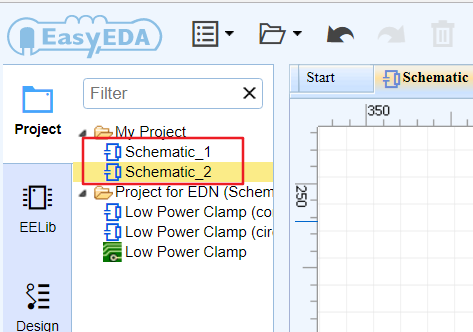 EasyEDA
Start
Schematic
Project
Filter
My Project
Schematic_1
Schematic_2
Project for EDN (Schem
Low Power Clamp (co
Low Power Clamp (cir
Low Power Clamp
EELib
Design
350
250